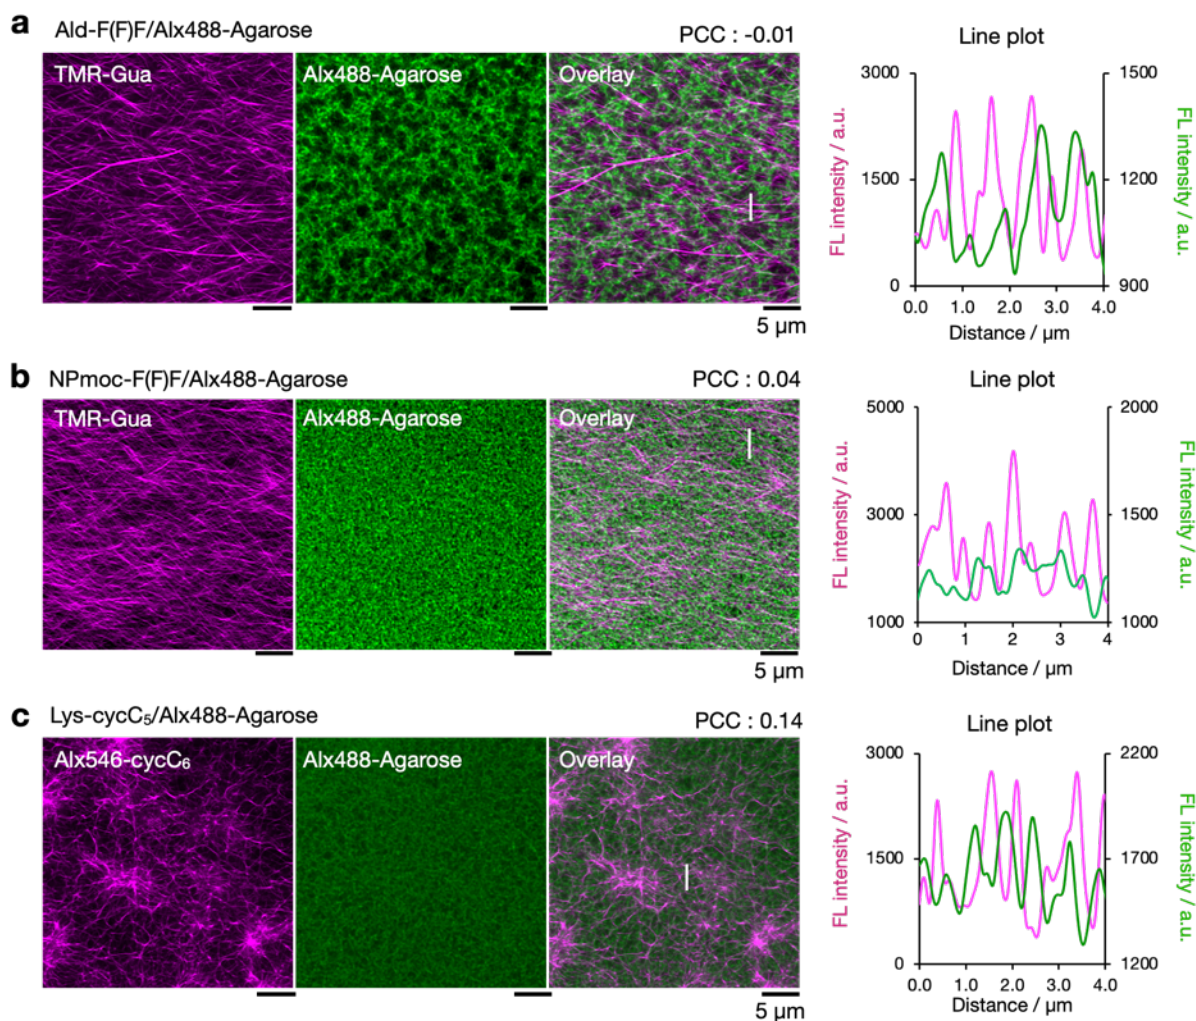 a Ald-F(F)F/Alx488-Agarose PCC : -0.01
TMR-Gua Alx488-Agarose Overlay
5 µm
Line plot
FL intensity / a.u.
3000
1500
0
1500
1200
900
FL intensity / a.u.
0.0 1.0 2.0 3.0 4.0
Distance / µm
b NPmoc-F(F)F/Alx488-Agarose PCC : 0.04
TMR-Gua Alx488-Agarose Overlay
5 µm
Line plot
FL intensity / a.u.
5000
3000
1000
2000
1500
1000
FL intensity / a.u.
0 1 2 3 4
Distance / µm
c Lys-cycC₅/Alx488-Agarose PCC : 0.14
Alx546-cycC₆ Alx488-Agarose Overlay
5 µm
Line plot
FL intensity / a.u.
3000
1500
0
2200
1700
1200
FL intensity / a.u.
0.0 1.0 2.0 3.0 4.0
Distance / µm